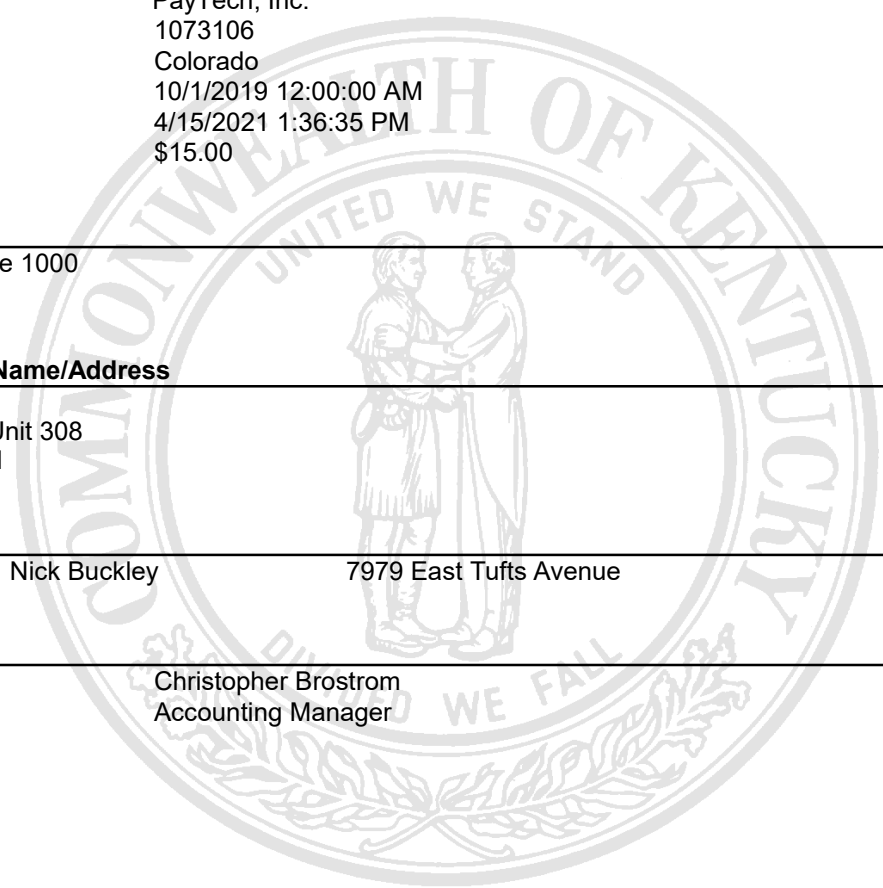 PayTech, Inc.
1073106
Colorado
10/1/2019 12:00:00 AM
4/15/2021 1:36:35 PM
$15.00
COMMONWEALTH OF KENTUCKY
UNITED WE STAND
e 1000
Name/Address
Unit 308
Nick Buckley 7979 East Tufts Avenue
DIVIDED WE FALL
Christopher Brostrom
Accounting Manager